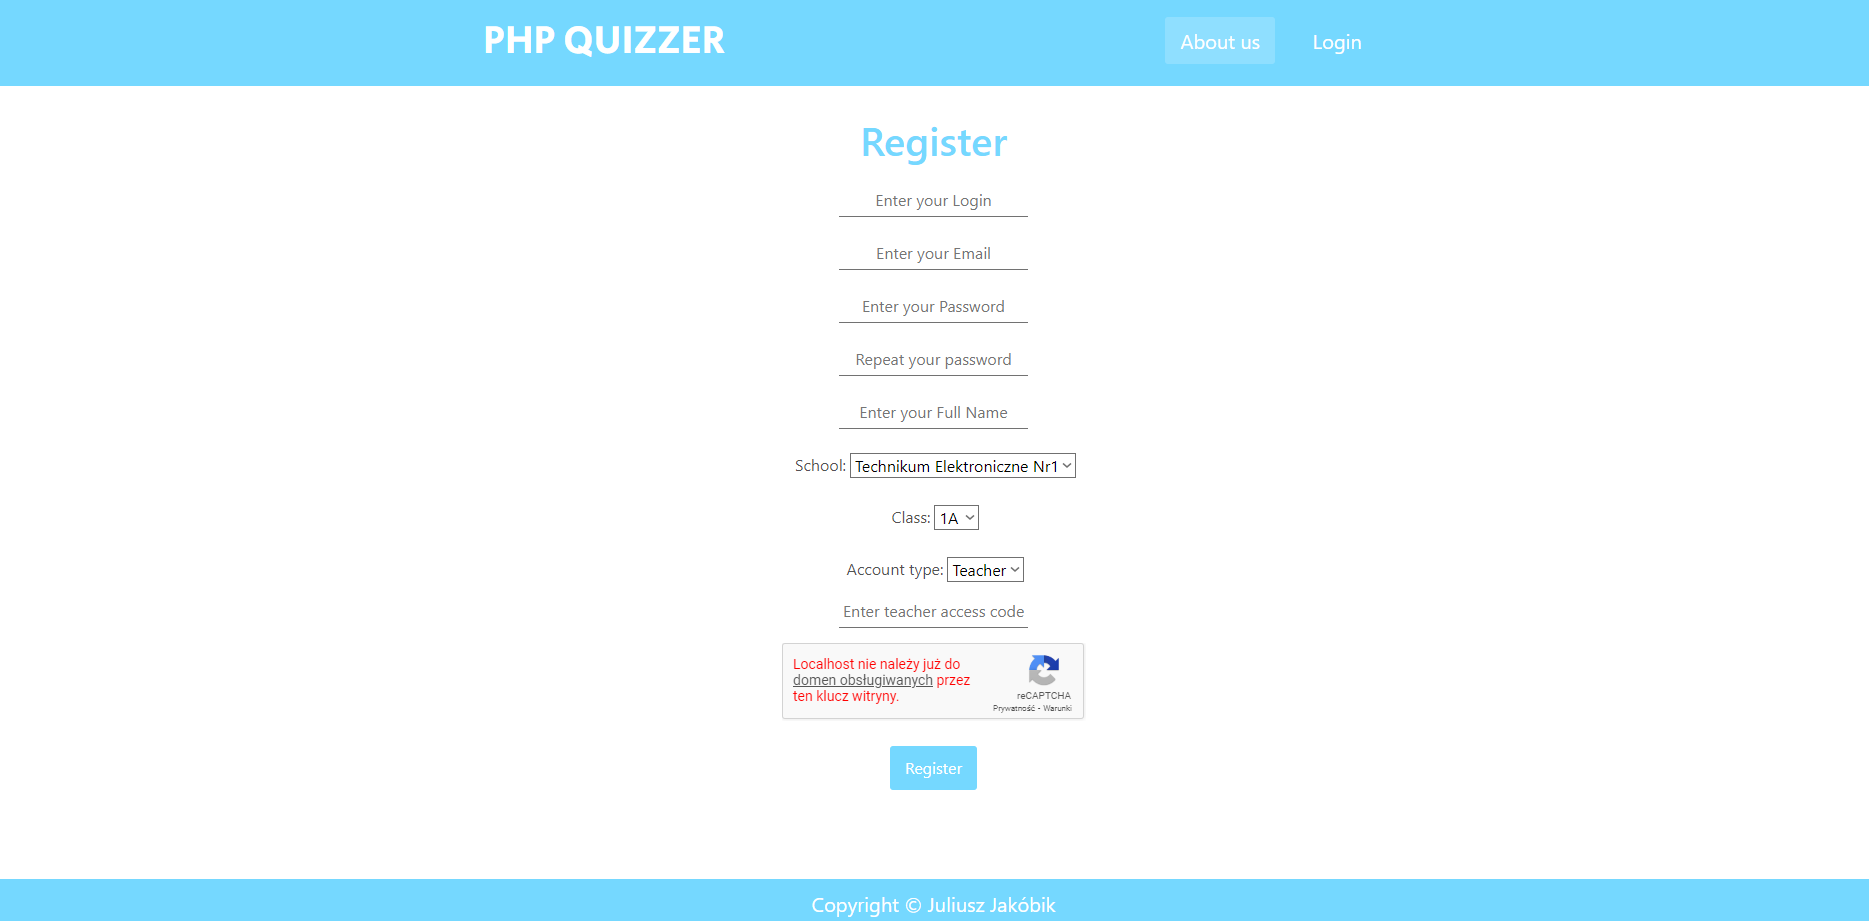 PHP QUIZZER
About us
Login
Register
Enter your Login
Enter your Email
Enter your Password
Repeat your password
Enter your Full Name
School: Technikum Elektroniczne Nr1
Class: 1A
Account type: Teacher
Enter teacher access code
Localhost nie należy już do
domen obsługiwanych przez
ten klucz witryny.
reCAPTCHA
Prywatność - Warunki
Register
Copyright © Juliusz Jakóbik